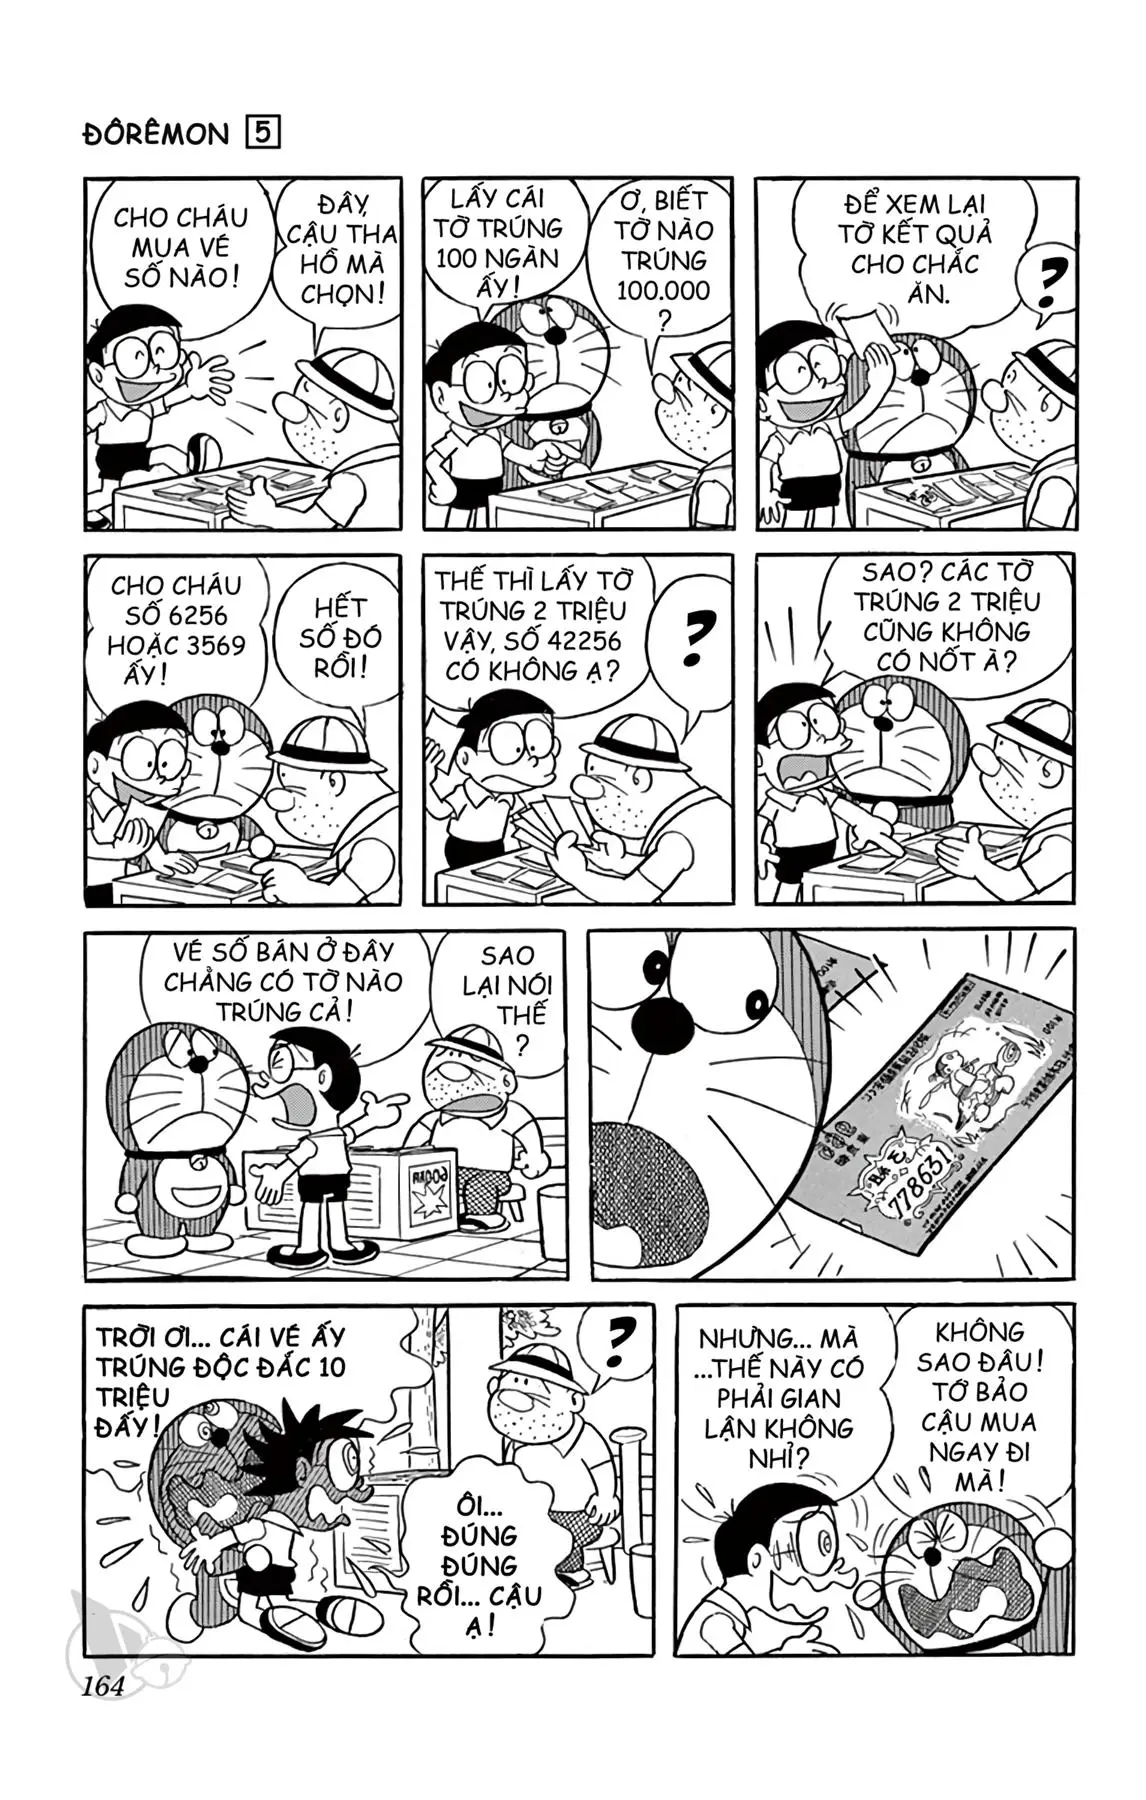 ĐÔRÊMON 5
CHO CHÁU
MUA VÉ
SỐ NÀO!
ĐÂY,
CẬU THA
HỒ MÀ
CHỌN!
LẤY CÁI
TỜ TRÚNG
100 NGÀN
ẤY!
Ơ, BIẾT
TỜ NÀO
TRÚNG
100.000
?
ĐỂ XEM LẠI
TỜ KẾT QUẢ
CHO CHẮC
ĂN.
?
CHO CHÁU
SỐ 6256
HOẶC 3569
ẤY!
HẾT
SỐ ĐÓ
RỒI!
THẾ THÌ LẤY TỜ
TRÚNG 2 TRIỆU
VẬY, SỐ 42256
CÓ KHÔNG Ạ?
?
SAO? CÁC TỜ
TRÚNG 2 TRIỆU
CŨNG KHÔNG
CÓ NỐT À?
VÉ SỐ BÁN Ở ĐÂY
CHẲNG CÓ TỜ NÀO
TRÚNG CẢ!
SAO
LẠI NÓI
THẾ
?
778631
TRỜI ƠI... CÁI VÉ ẤY
TRÚNG ĐỘC ĐẮC 10
TRIỆU
ĐẤY!
?
ÔI...
ĐÚNG
ĐÚNG
RỒI... CẬU
Ạ!
NHƯNG... MÀ
...THẾ NÀY CÓ
PHẢI GIAN
LẬN KHÔNG
NHỈ?
KHÔNG
SAO ĐÂU!
TỚ BẢO
CẬU MUA
NGAY ĐI
MÀ!
164